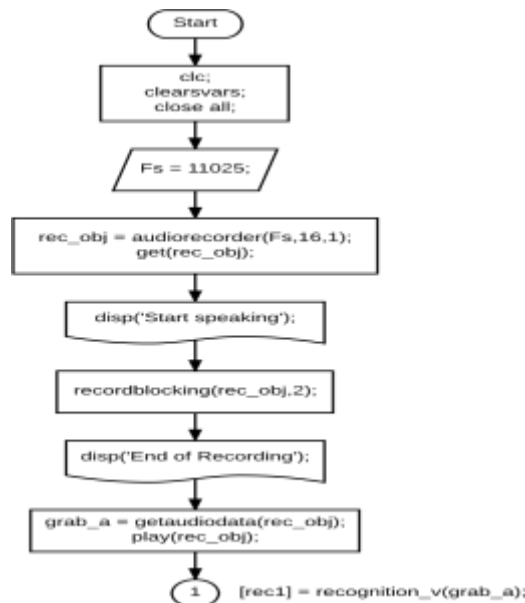 Start
clc;
clearsvars;
close all;
Fs = 11025;
rec_obj = audiorecorder(Fs,16,1);
get(rec_obj);
disp('Start speaking');
recordblocking(rec_obj,2);
disp('End of Recording');
grab_a = getaudiodata(rec_obj);
play(rec_obj);
1 [rec1] = recognition_v(grab_a);